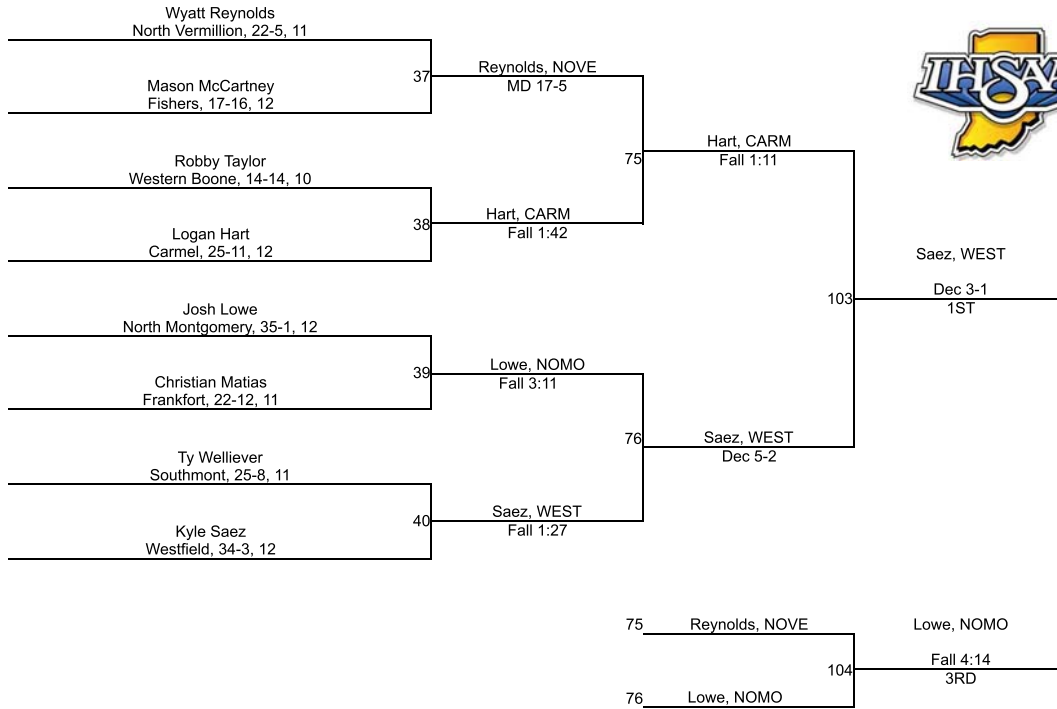 Wyatt Reynolds
North Vermillion, 22-5, 11
37
Mason McCartney
Fishers, 17-16, 12
Reynolds, NOVE
MD 17-5
75
Robby Taylor
Western Boone, 14-14, 10
38
Logan Hart
Carmel, 25-11, 12
Hart, CARM
Fall 1:42
Hart, CARM
Fall 1:11
IHSAA
103
Josh Lowe
North Montgomery, 35-1, 12
39
Christian Matias
Frankfort, 22-12, 11
Lowe, NOMO
Fall 3:11
76
Ty Welliever
Southmont, 25-8, 11
40
Kyle Saez
Westfield, 34-3, 12
Saez, WEST
Fall 1:27
Saez, WEST
Dec 5-2
Saez, WEST
Dec 3-1
1ST
75
Reynolds, NOVE
104
76
Lowe, NOMO
Lowe, NOMO
Fall 4:14
3RD